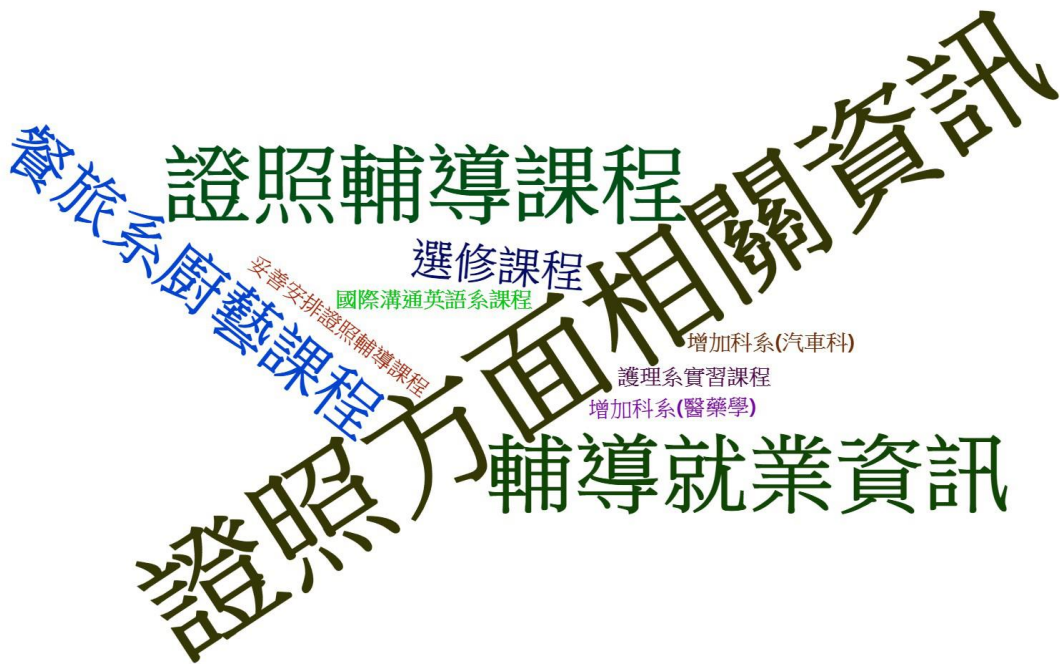 證照方面相關資訊
餐旅系廚藝課程
證照輔導課程
選修課程
妥善安排證照輔導課程
國際溝通英語系課程
增加科系(汽車科)
護理系實習課程
增加科系(醫藥學)
輔導就業資訊